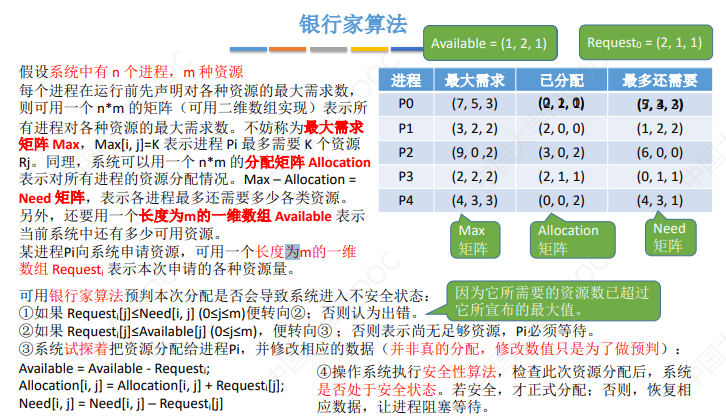 银行家算法
Available = (1, 2, 1)
Request0 = (2, 1, 1)
假设系统中有 n 个进程，m 种资源
每个进程在运行前先声明对各种资源的最大需求数，
则可用一个 n*m 的矩阵（可用二维数组实现）表示所
有进程对各种资源的最大需求数。不妨称为最大需求
矩阵 Max，Max[i, j]=K 表示进程 Pi 最多需要 K 个资源
Rj。同理，系统可以用一个 n*m 的分配矩阵 Allocation
表示对所有进程的资源分配情况。Max – Allocation =
Need 矩阵，表示各进程最多还需要多少各类资源。
另外，还要用一个长度为m的一维数组 Available 表示
当前系统中还有多少可用资源。
某进程Pi向系统申请资源，可用一个长度为m的一维
数组 Requesti 表示本次申请的各种资源量。
进程 最大需求 已分配 最多还需要
P0 (7, 5, 3)
P1 (3, 2, 2) (2, 0, 0) (1, 2, 2)
P2 (9, 0 ,2) (3, 0, 2) (6, 0, 0)
P3 (2, 2, 2) (2, 1, 1) (0, 1, 1)
P4 (4, 3, 3) (0, 0, 2) (4, 3, 1)
Max
矩阵
Allocation
矩阵
Need
矩阵
可用银行家算法预判本次分配是否会导致系统进入不安全状态：
①如果 Requesti[j]≤Need[i, j] (0≤j≤m)便转向②；否则认为出错。
因为它所需要的资源数已超过
它所宣布的最大值。
②如果 Requesti[j]≤Available[j] (0≤j≤m)，便转向③；否则表示尚无足够资源，Pi必须等待。
③系统试探着把资源分配给进程Pi，并修改相应的数据（并非真的分配，修改数值只是为了做预判）：
Available = Available - Requesti;
Allocation[i, j] = Allocation[i, j] + Requesti[j];
Need[i, j] = Need[i, j] – Requesti[j]
④操作系统执行安全性算法，检查此次资源分配后，系统
是否处于安全状态。若安全，才正式分配；否则，恢复相
应数据，让进程阻塞等待。